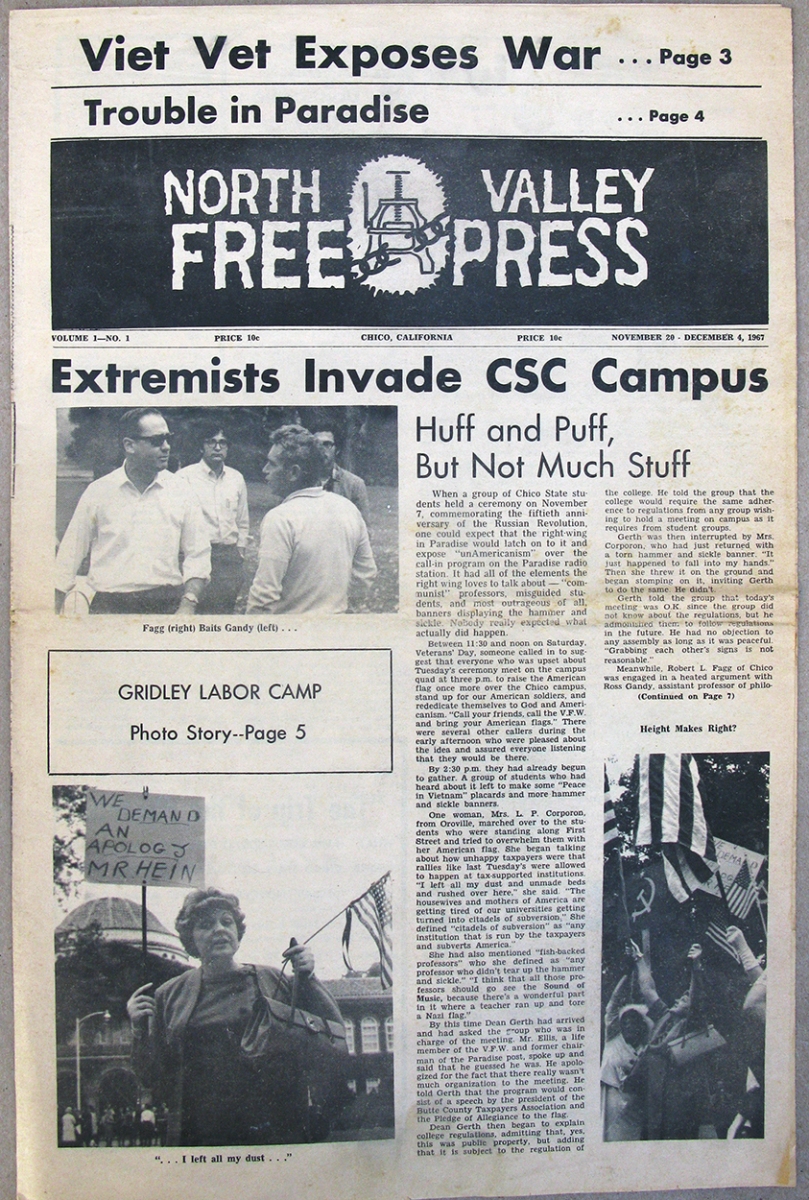 Viet Vet Exposes War ... Page 3
Trouble in Paradise ... Page 4
NORTH VALLEY
FREE PRESS
VOLUME 1—NO. 1 PRICE 10c CHICO, CALIFORNIA PRICE 10c NOVEMBER 20 - DECEMBER 4, 1967
Extremists Invade CSC Campus
Fagg (right) Baits Gandy (left) . . .
GRIDLEY LABOR CAMP
Photo Story--Page 5
WE
DEMAND
AN
APOLOGY
MR HEIN
". . . I left all my dust . . ."
Huff and Puff,
But Not Much Stuff
When a group of Chico State stu-
dents held a ceremony on November
7, commemorating the fiftieth anni-
versary of the Russian Revolution,
one could expect that the right-wing
in Paradise would latch on to it and
expose "unAmericanism" over the
call-in program on the Paradise radio
station. It had all of the elements the
right wing loves to talk about — "com-
munist" professors, misguided stu-
dents, and most outrageous of all,
banners displaying the hammer and
sickle. Nobody really expected what
actually did happen.
Between 11:30 and noon on Saturday,
Veterans' Day, someone called in to sug-
gest that everyone who was upset about
Tuesday's ceremony meet on the campus
quad at three p.m. to raise the American
flag once more over the Chico campus,
stand up for our American soldiers, and
rededicate themselves to God and Ameri-
canism. "Call your friends, call the V.F.W.
and bring your American flags." There
were several other callers during the
early afternoon who were pleased about
the idea and assured everyone listening
that they would be there.
By 2:30 p.m. they had already begun
to gather. A group of students who had
heard about it left to make some "Peace
in Vietnam" placards and more hammer
and sickle banners.
One woman, Mrs. L. P. Corporon,
from Oroville, marched over to the stu-
dents who were standing along First
Street and tried to overwhelm them with
her American flag. She began talking
about how unhappy taxpayers were that
rallies like last Tuesday's were allowed
to happen at tax-supported institutions.
"I left all my dust and unmade beds
and rushed over here," she said. "The
housewives and mothers of America are
getting tired of our universities getting
turned into citadels of subversion." She
defined "citadels of subversion" as "any
institution that is run by the taxpayers
and subverts America."
She had also mentioned "fish-backed
professors" who she defined as "any
professor who didn't tear up the hammer
and sickle." "I think that all those pro-
fessors should go see the Sound of
Music, because there's a wonderful part
in it where a teacher ran up and tore
a Nazi flag."
By this time Dean Gerth had arrived
and had asked the group who was in
charge of the meeting. Mr. Ellis, a life
member of the V.F.W. and former chair-
man of the Paradise post, spoke up and
said that he guessed he was. He apolo-
gized for the fact that there really wasn't
much organization to the meeting. He
told Gerth that the program would con-
sist of a speech by the president of the
Butte County Taxpayers Association and
the Pledge of Allegiance to the flag.
Dean Gerth then began to explain
college regulations, admitting that, yes,
this was public property, but adding
that it is subject to the regulation of
the college. He told the group that the
college would require the same adher-
ence to regulations from any group wish-
ing to hold a meeting on campus as it
requires from student groups.
Gerth was then interrupted by Mrs.
Corporon, who had just returned with
a torn hammer and sickle banner. "It
just happened to fall into my hands."
Then she threw it on the ground and
began stomping on it, inviting Gerth
to do the same. He didn't.
Gerth told the group that today's
meeting was O.K. since the group did
not know about the regulations, but he
admonished them to follow regulations
in the future. He had no objection to
any assembly as long as it was peaceful.
"Grabbing each other's signs is not
reasonable."
Meanwhile, Robert L. Fagg of Chico
was engaged in a heated argument with
Ross Gandy, assistant professor of philo-
(Continued on Page 7)
Height Makes Right?
DEMAND